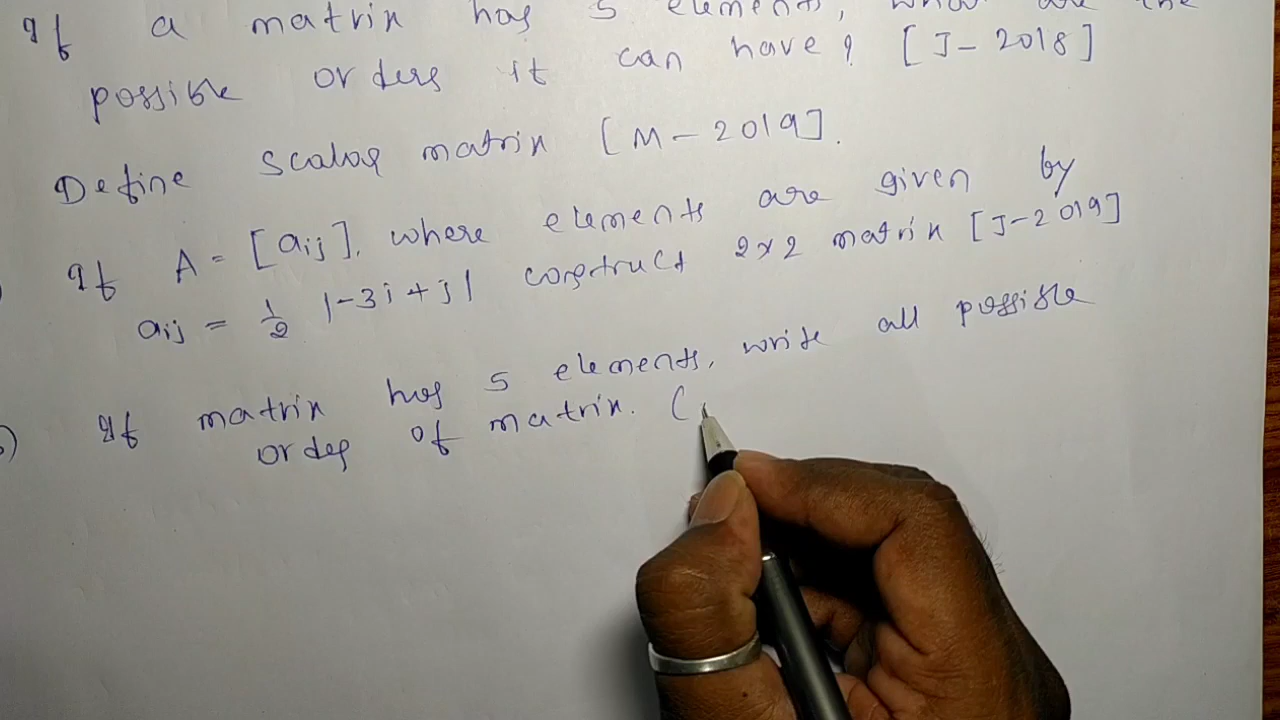 If a matrix has 5 elements, what are the
possible orders it can have? [J-2018]
Define scalar matrix [M-2019].
If A = [aij], where elements are given by
aij = 1/2 |-3i+j| construct 2x2 matrix [J-2019]
) If matrix has 5 elements, write all possible
order of matrix. (